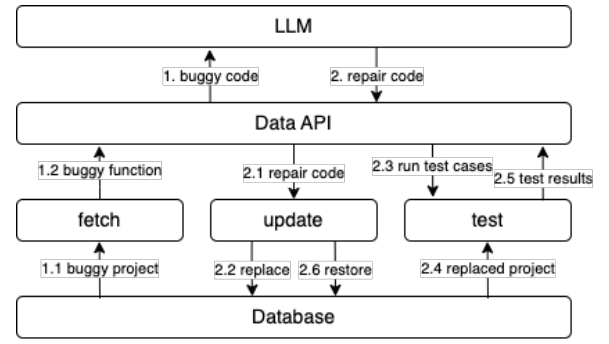 LLM
1. buggy code
2. repair code
Data API
1.2 buggy function
2.1 repair code
2.3 run test cases
2.5 test results
fetch
update
test
1.1 buggy project
2.2 replace
2.6 restore
2.4 replaced project
Database